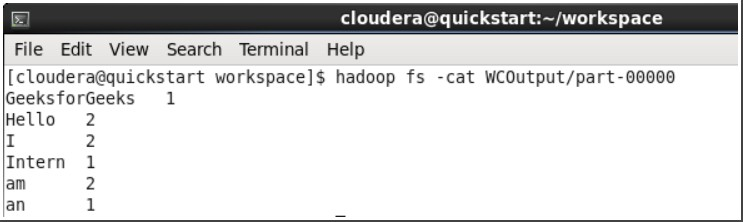 cloudera@quickstart:~/workspace
File Edit View Search Terminal Help
[cloudera@quickstart workspace]$ hadoop fs -cat WCOutput/part-00000
GeeksforGeeks 1
Hello 2
I 2
Intern 1
am 2
an 1